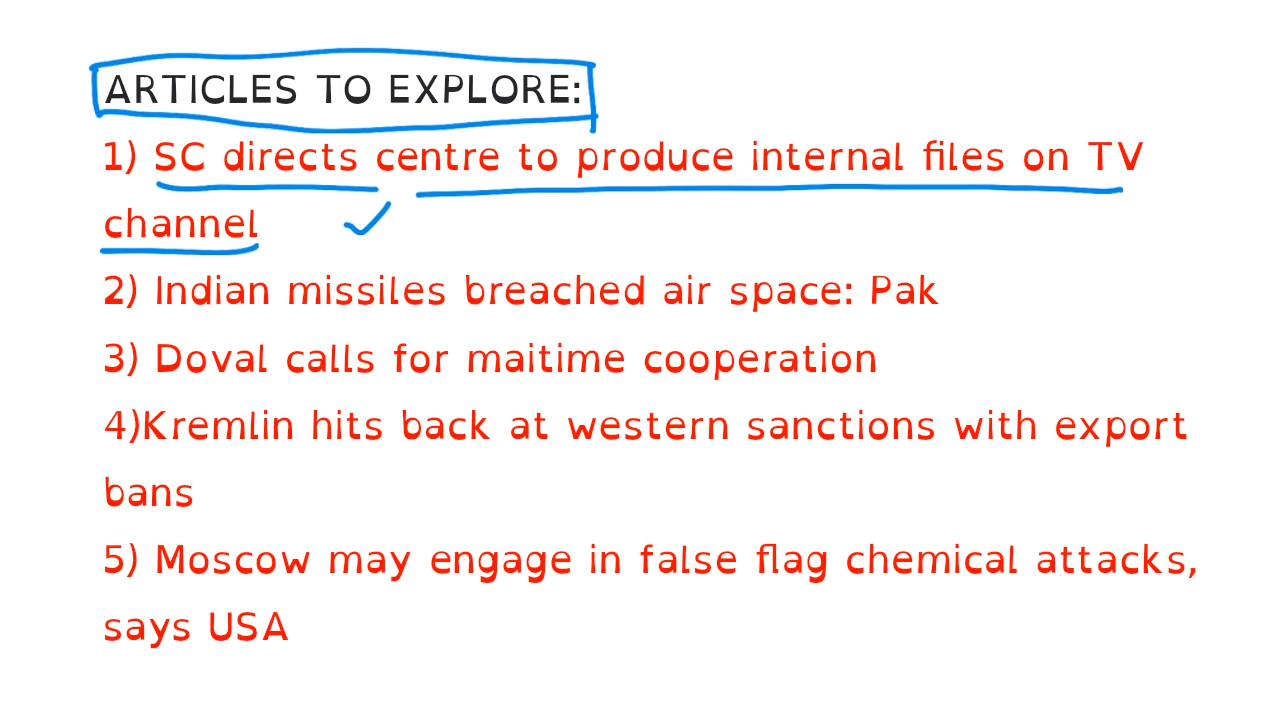 ARTICLES TO EXPLORE:
1) SC directs centre to produce internal files on TV
channel
2) Indian missiles breached air space: Pak
3) Doval calls for maitime cooperation
4)Kremlin hits back at western sanctions with export
bans
5) Moscow may engage in false flag chemical attacks,
says USA